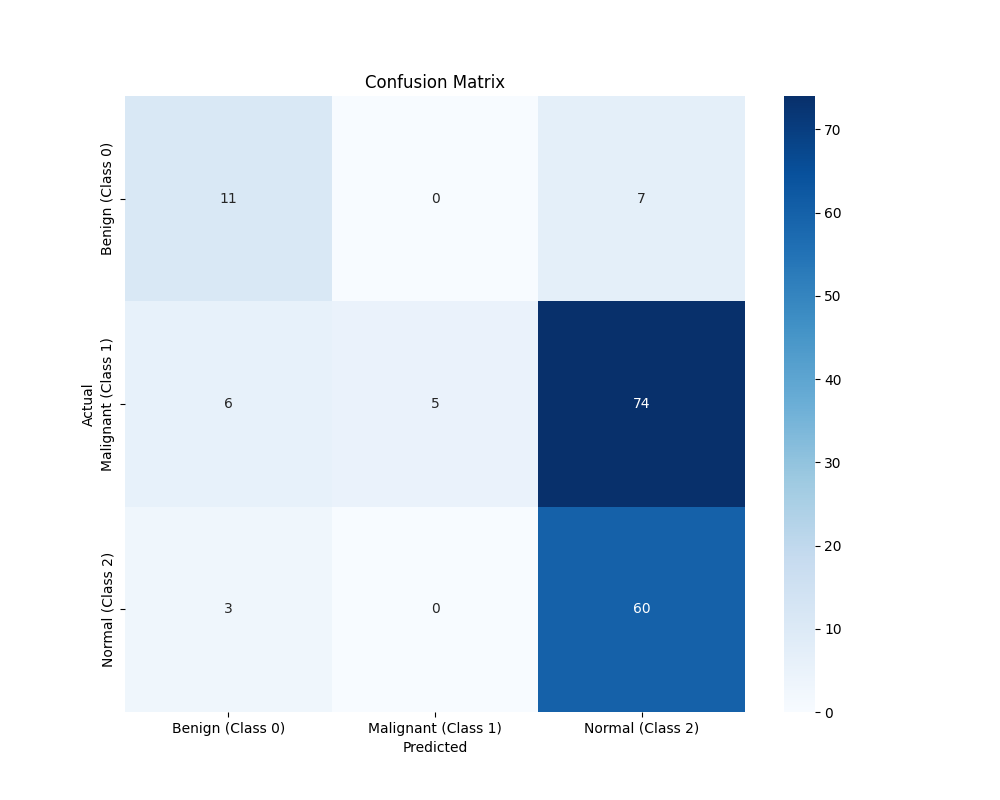 Confusion Matrix
Benign (Class 0)
11
0
7
Actual
Malignant (Class 1)
6
5
74
Normal (Class 2)
3
0
60
Benign (Class 0)
Malignant (Class 1)
Normal (Class 2)
Predicted
70
60
50
40
30
20
10
0